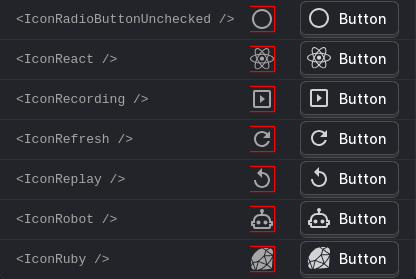 <IconRadioButtonUnchecked /> Button
<IconReact /> Button
<IconRecording /> Button
<IconRefresh /> Button
<IconReplay /> Button
<IconRobot /> Button
<IconRuby /> Button